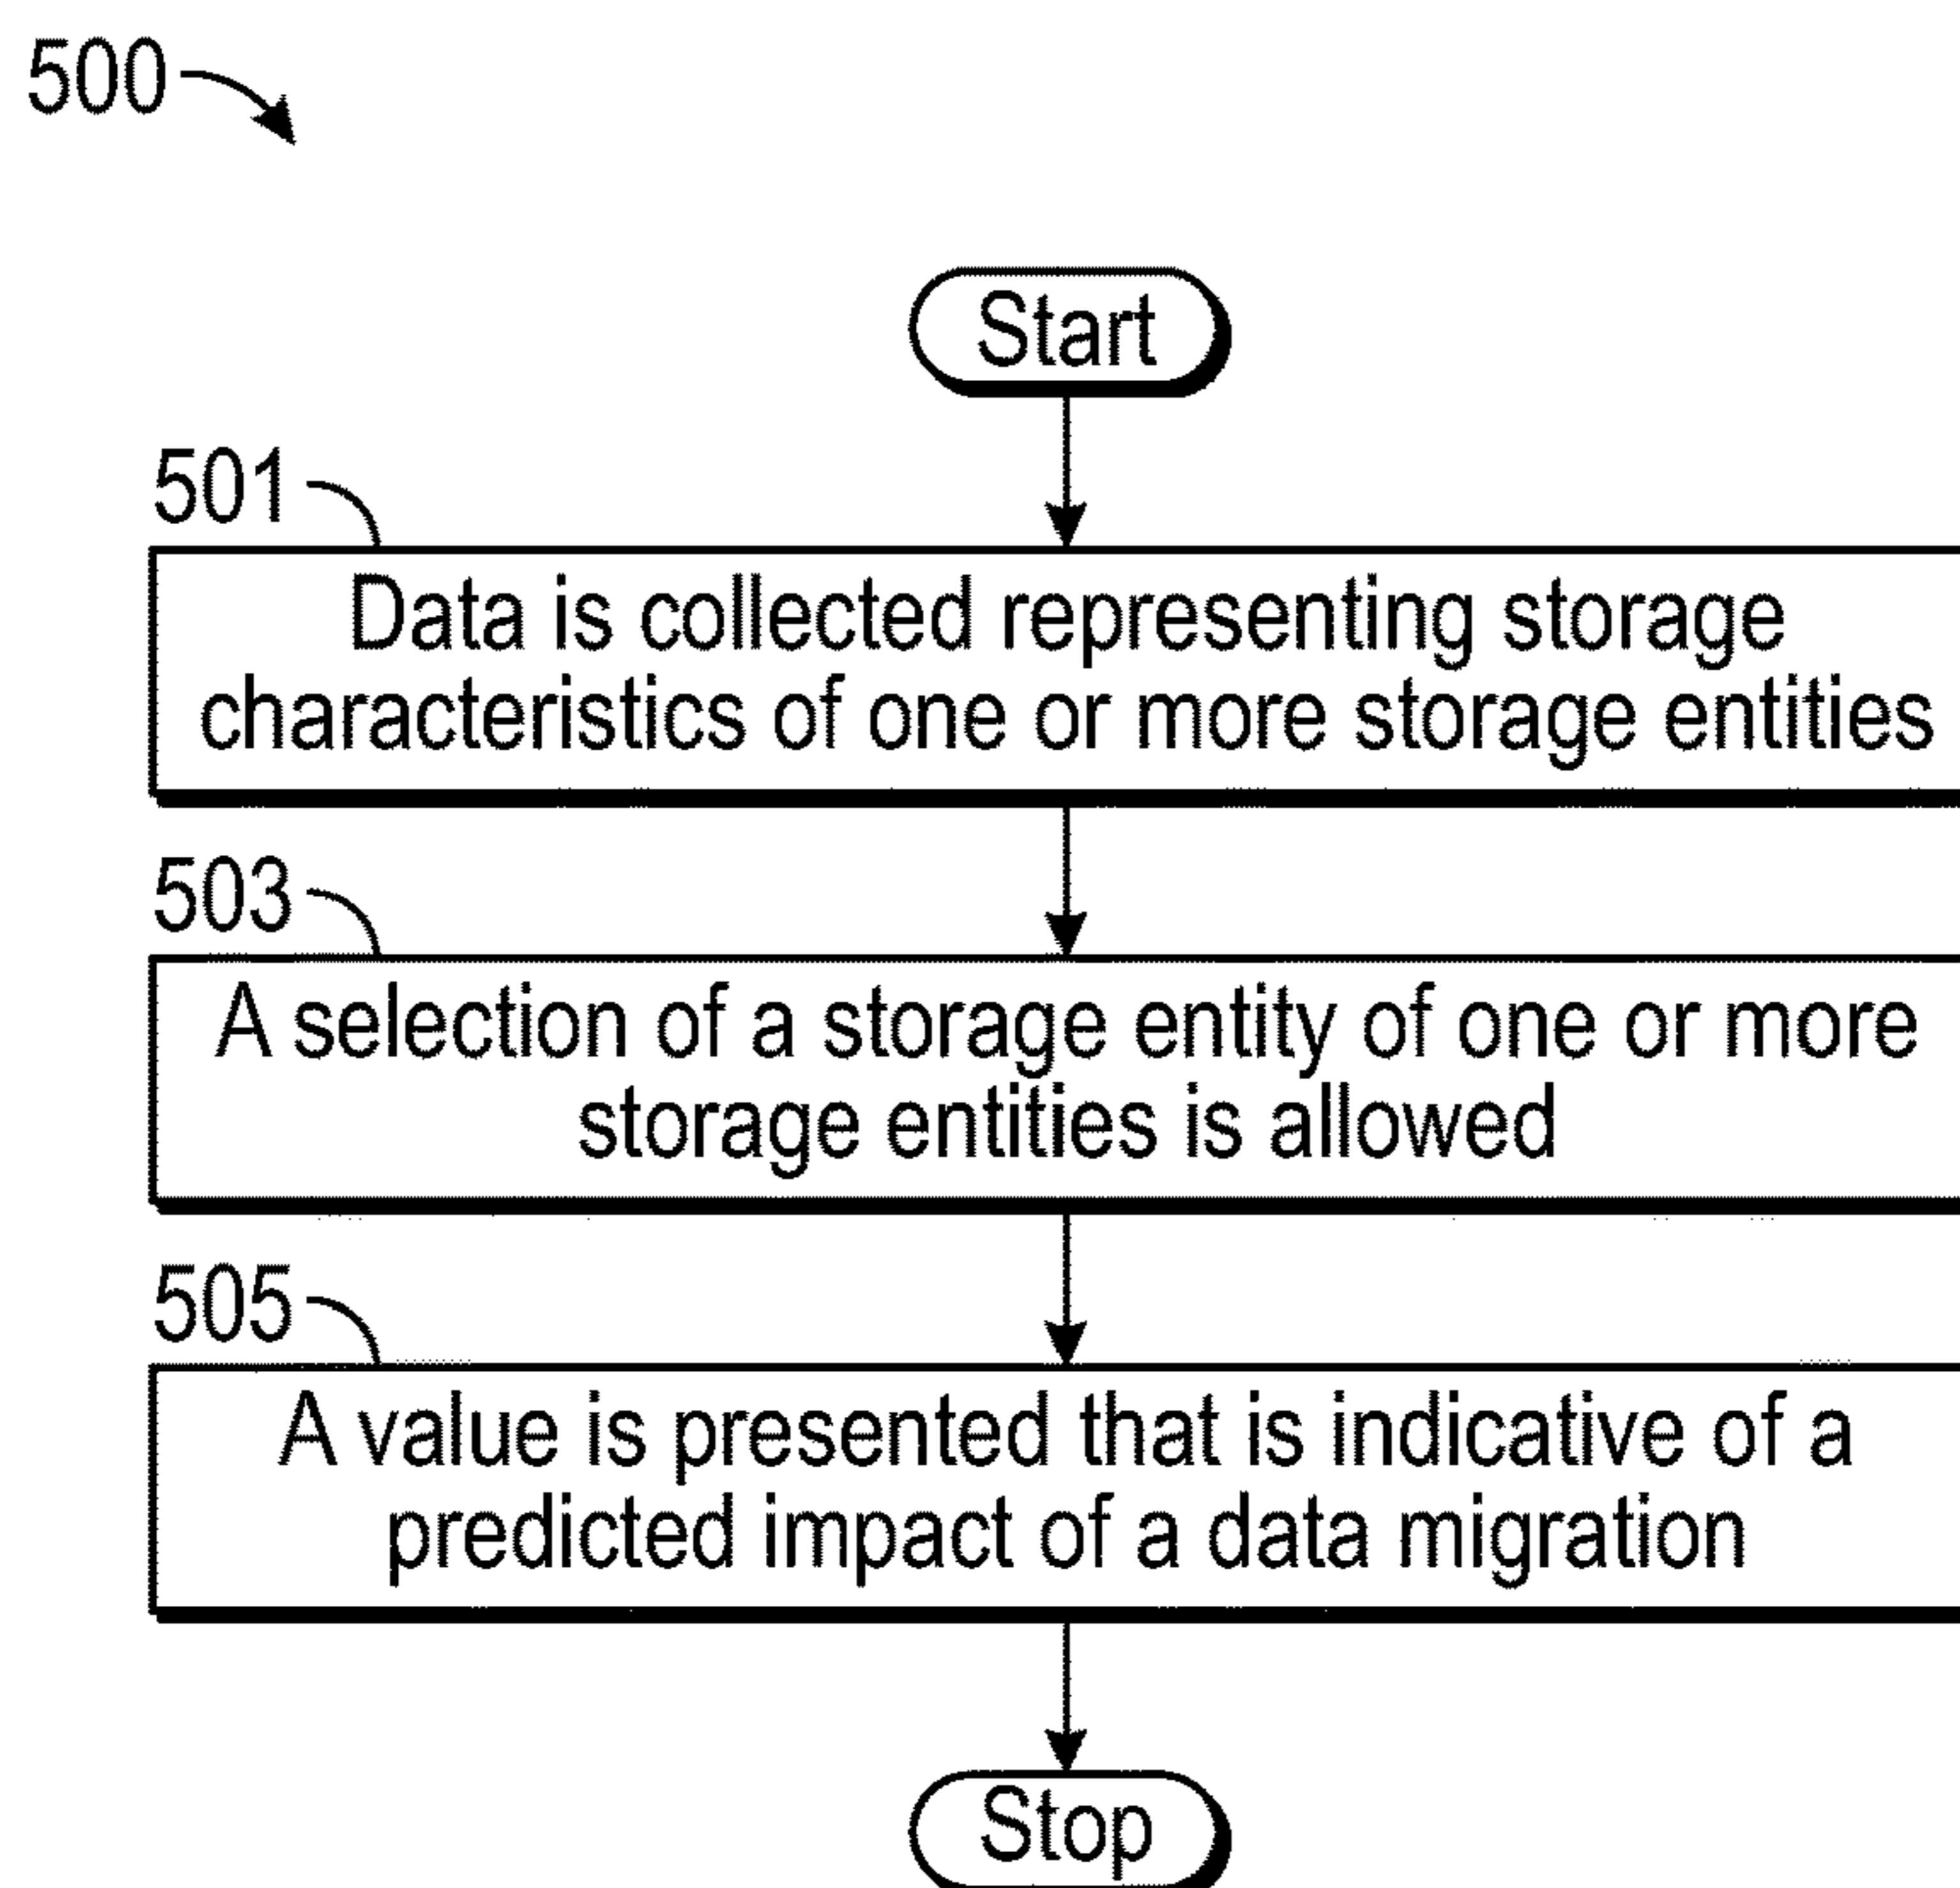 500
Start
501
Data is collected representing storage
characteristics of one or more storage entities
503
A selection of a storage entity of one or more
storage entities is allowed
505
A value is presented that is indicative of a
predicted impact of a data migration
Stop